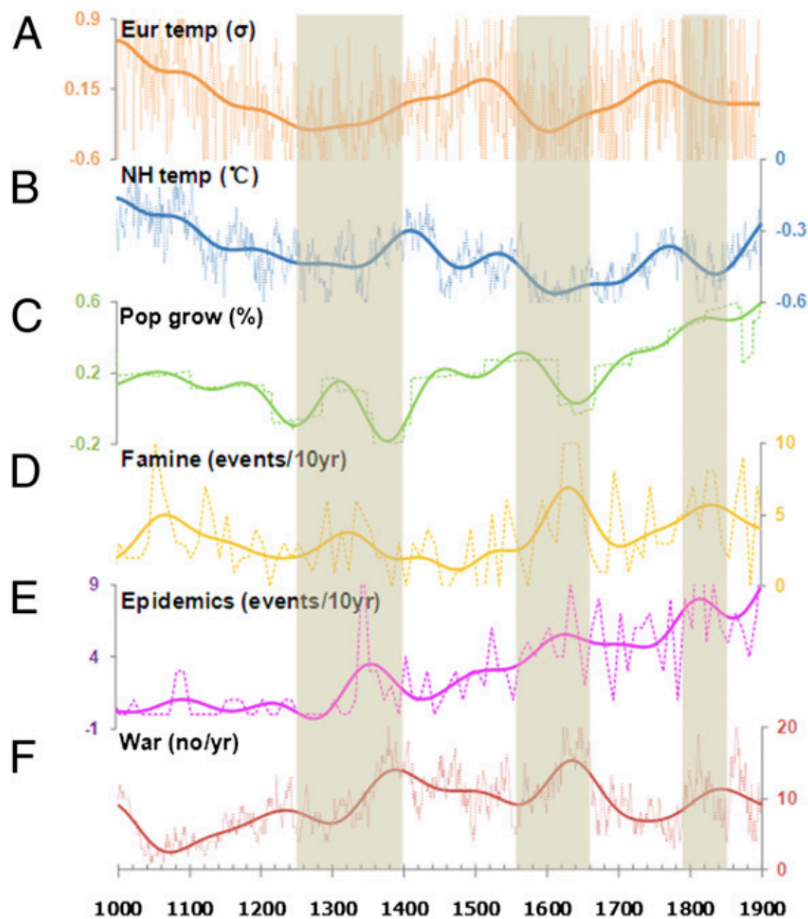 A
0.9
Eur temp (σ)
0.15
-0.6
0
B
NH temp (℃)
-0.3
-0.6
C
0.6
Pop grow (%)
0.2
-0.2
D
Famine (events/10yr)
10
5
0
E
9
Epidemics (events/10yr)
4
-1
F
War (no/yr)
20
10
0
1000 1100 1200 1300 1400 1500 1600 1700 1800 1900